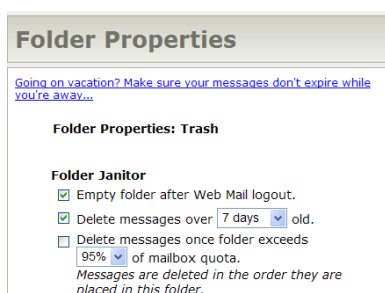 Folder Properties
Going on vacation? Make sure your messages don't expire while
you're away...
Folder Properties: Trash
Folder Janitor
Empty folder after Web Mail logout.
Delete messages over 7 days old.
Delete messages once folder exceeds
95% of mailbox quota.
Messages are deleted in the order they are
placed in this folder.